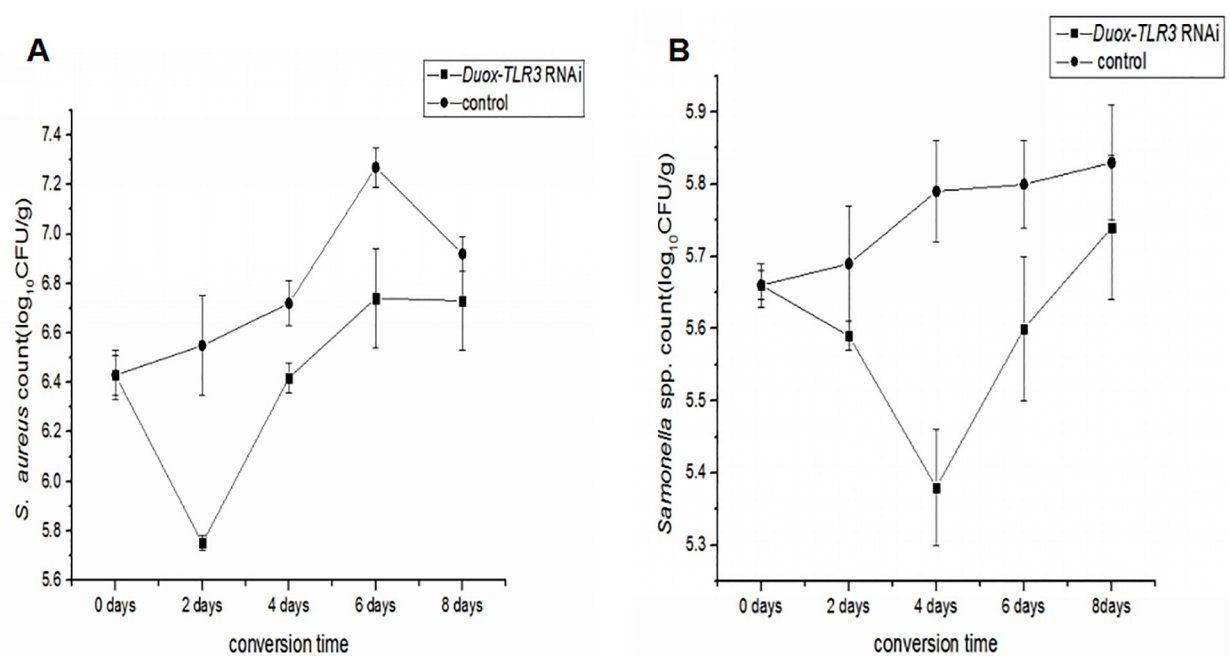 A
Duox-TLR3 RNAi
control
7.4
7.2
7.0
6.8
6.6
6.4
6.2
6.0
5.8
5.6
S. aureus count(log₁₀CFU/g)
0 days 2 days 4 days 6 days 8 days
conversion time
B
Duox-TLR3 RNAi
control
5.9
5.8
5.7
5.6
5.5
5.4
5.3
Samonella spp. count(log₁₀CFU/g)
0 days 2 days 4 days 6 days 8days
conversion time